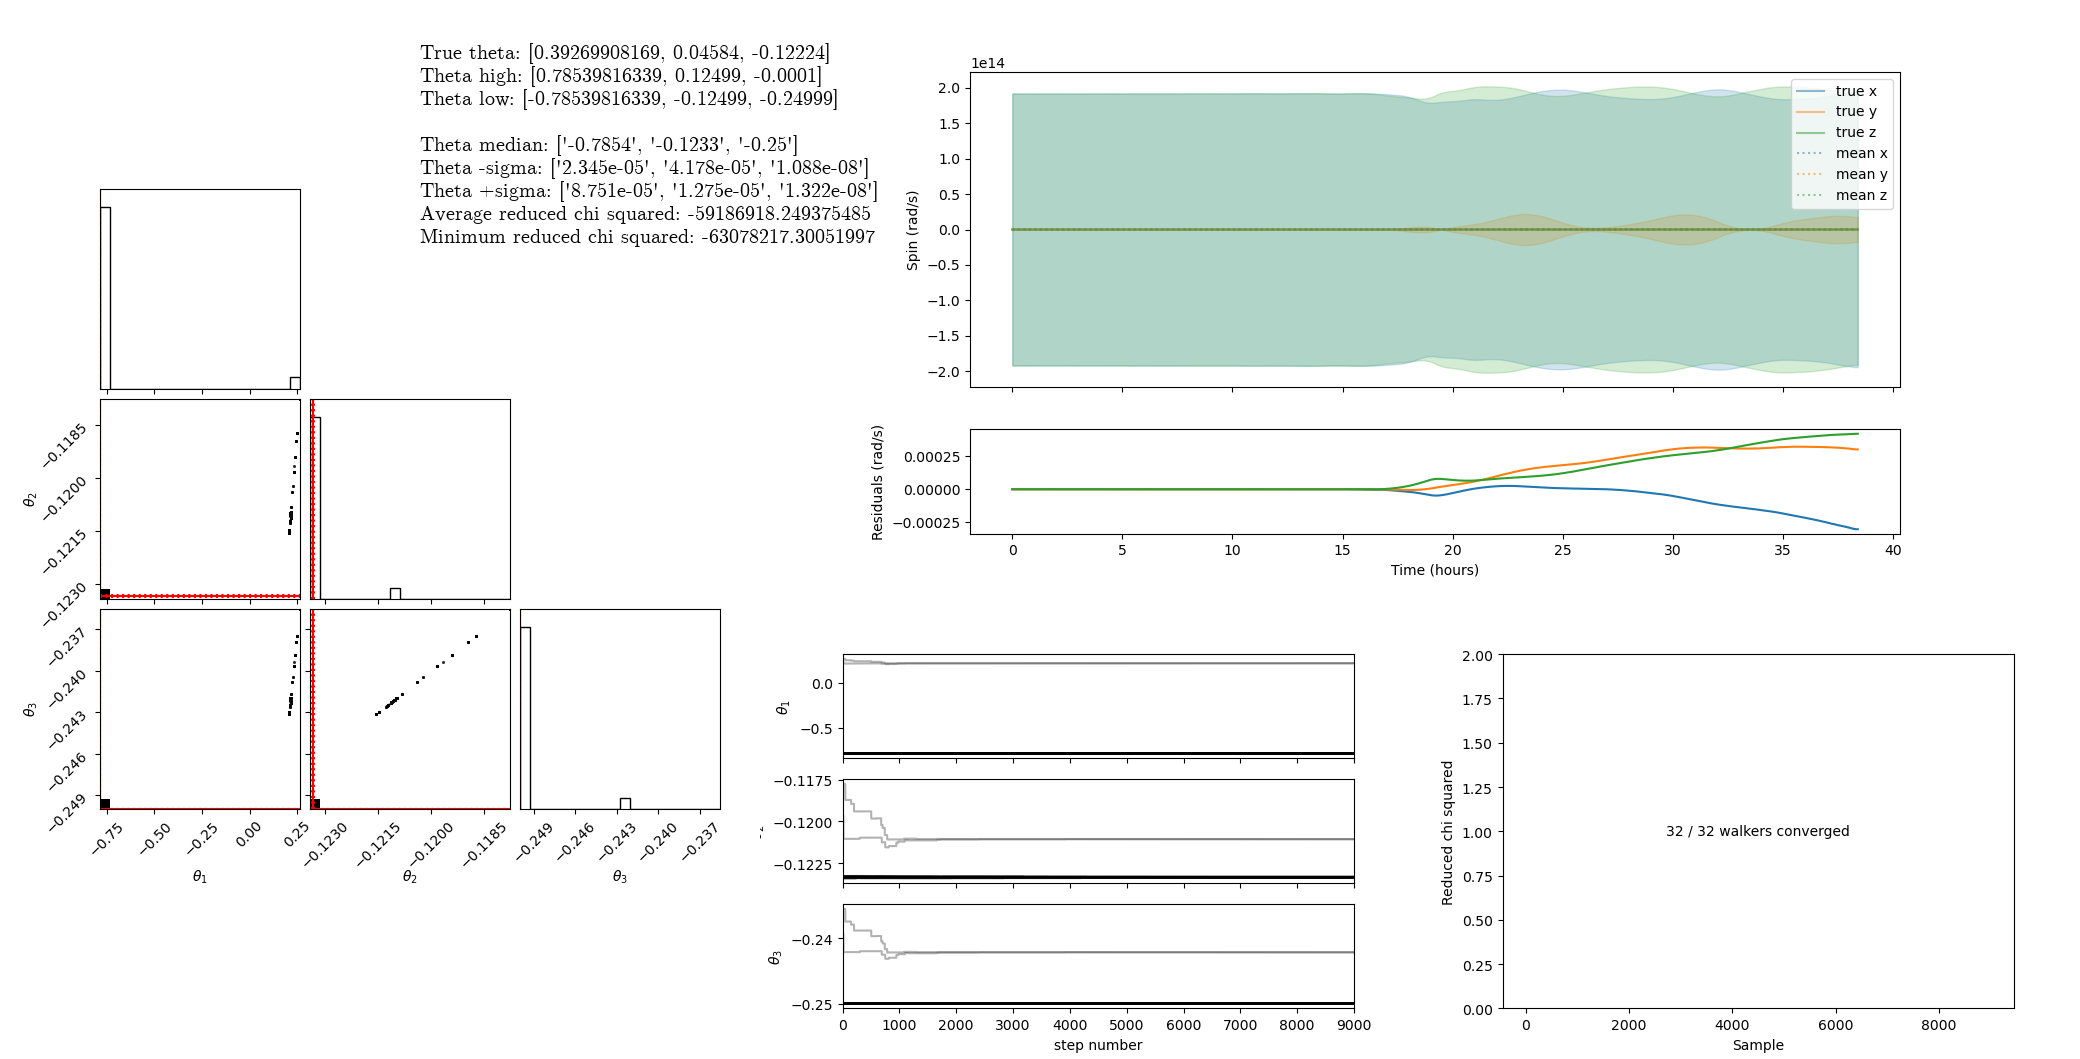 True theta: [0.39269908169, 0.04584, -0.12224]
Theta high: [0.78539816339, 0.12499, -0.0001]
Theta low: [-0.78539816339, -0.12499, -0.24999]
Theta median: ['-0.7854', '-0.1233', '-0.25']
Theta -sigma: ['2.345e-05', '4.178e-05', '1.088e-08']
Theta +sigma: ['8.751e-05', '1.275e-05', '1.322e-08']
Average reduced chi squared: -59186918.249375485
Minimum reduced chi squared: -63078217.30051997
θ2
−0.1185
−0.1200
−0.1215
−0.1230
θ3
−0.237
−0.240
−0.243
−0.246
−0.249
−0.75
−0.50
−0.25
0.00
0.25
θ1
−0.1230
−0.1215
−0.1200
−0.1185
θ2
−0.249
−0.246
−0.243
−0.240
−0.237
θ3
1e14
Spin (rad/s)
2.0
1.5
1.0
0.5
0.0
−0.5
−1.0
−1.5
−2.0
true x
true y
true z
mean x
mean y
mean z
Residuals (rad/s)
0.00025
0.00000
−0.00025
0 5 10 15 20 25 30 35 40
Time (hours)
θ1
0.0
−0.5
−0.1175
−0.1200
−0.1225
θ3
−0.24
−0.25
0 1000 2000 3000 4000 5000 6000 7000 8000 9000
step number
Reduced chi squared
2.00
1.75
1.50
1.25
1.00
0.75
0.50
0.25
0.00
32 / 32 walkers converged
0 2000 4000 6000 8000
Sample